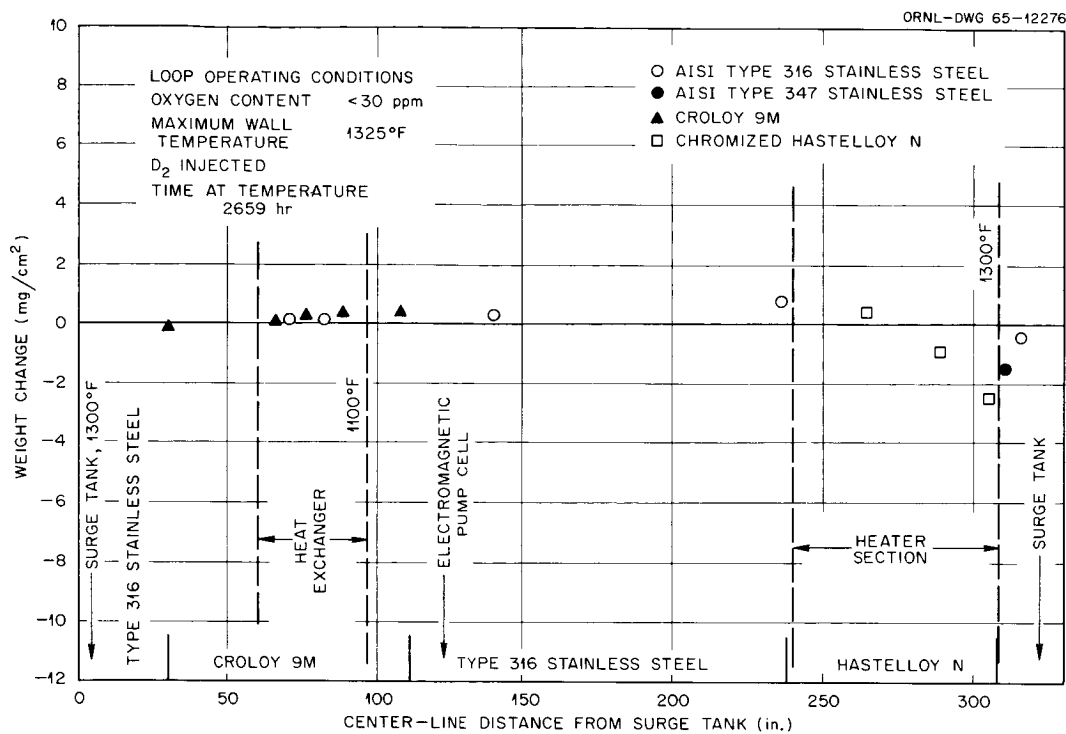 ORNL-DWG 65-12276
10
8
6
4
2
0
-2
-4
-6
-8
-10
-12
WEIGHT CHANGE (mg/cm²)
LOOP OPERATING CONDITIONS
OXYGEN CONTENT <30 ppm
MAXIMUM WALL
TEMPERATURE 1325°F
D₂ INJECTED
TIME AT TEMPERATURE
2659 hr
AISI TYPE 316 STAINLESS STEEL
AISI TYPE 347 STAINLESS STEEL
CROLOY 9M
CHROMIZED HASTELLOY N
SURGE TANK, 1300°F
TYPE 316 STAINLESS STEEL
HEAT
EXCHANGER
1100°F
ELECTROMAGNETIC
PUMP CELL
HEATER
SECTION
1300°F
SURGE TANK
CROLOY 9M
TYPE 316 STAINLESS STEEL
HASTELLOY N
0 50 100 150 200 250 300
CENTER-LINE DISTANCE FROM SURGE TANK (in.)